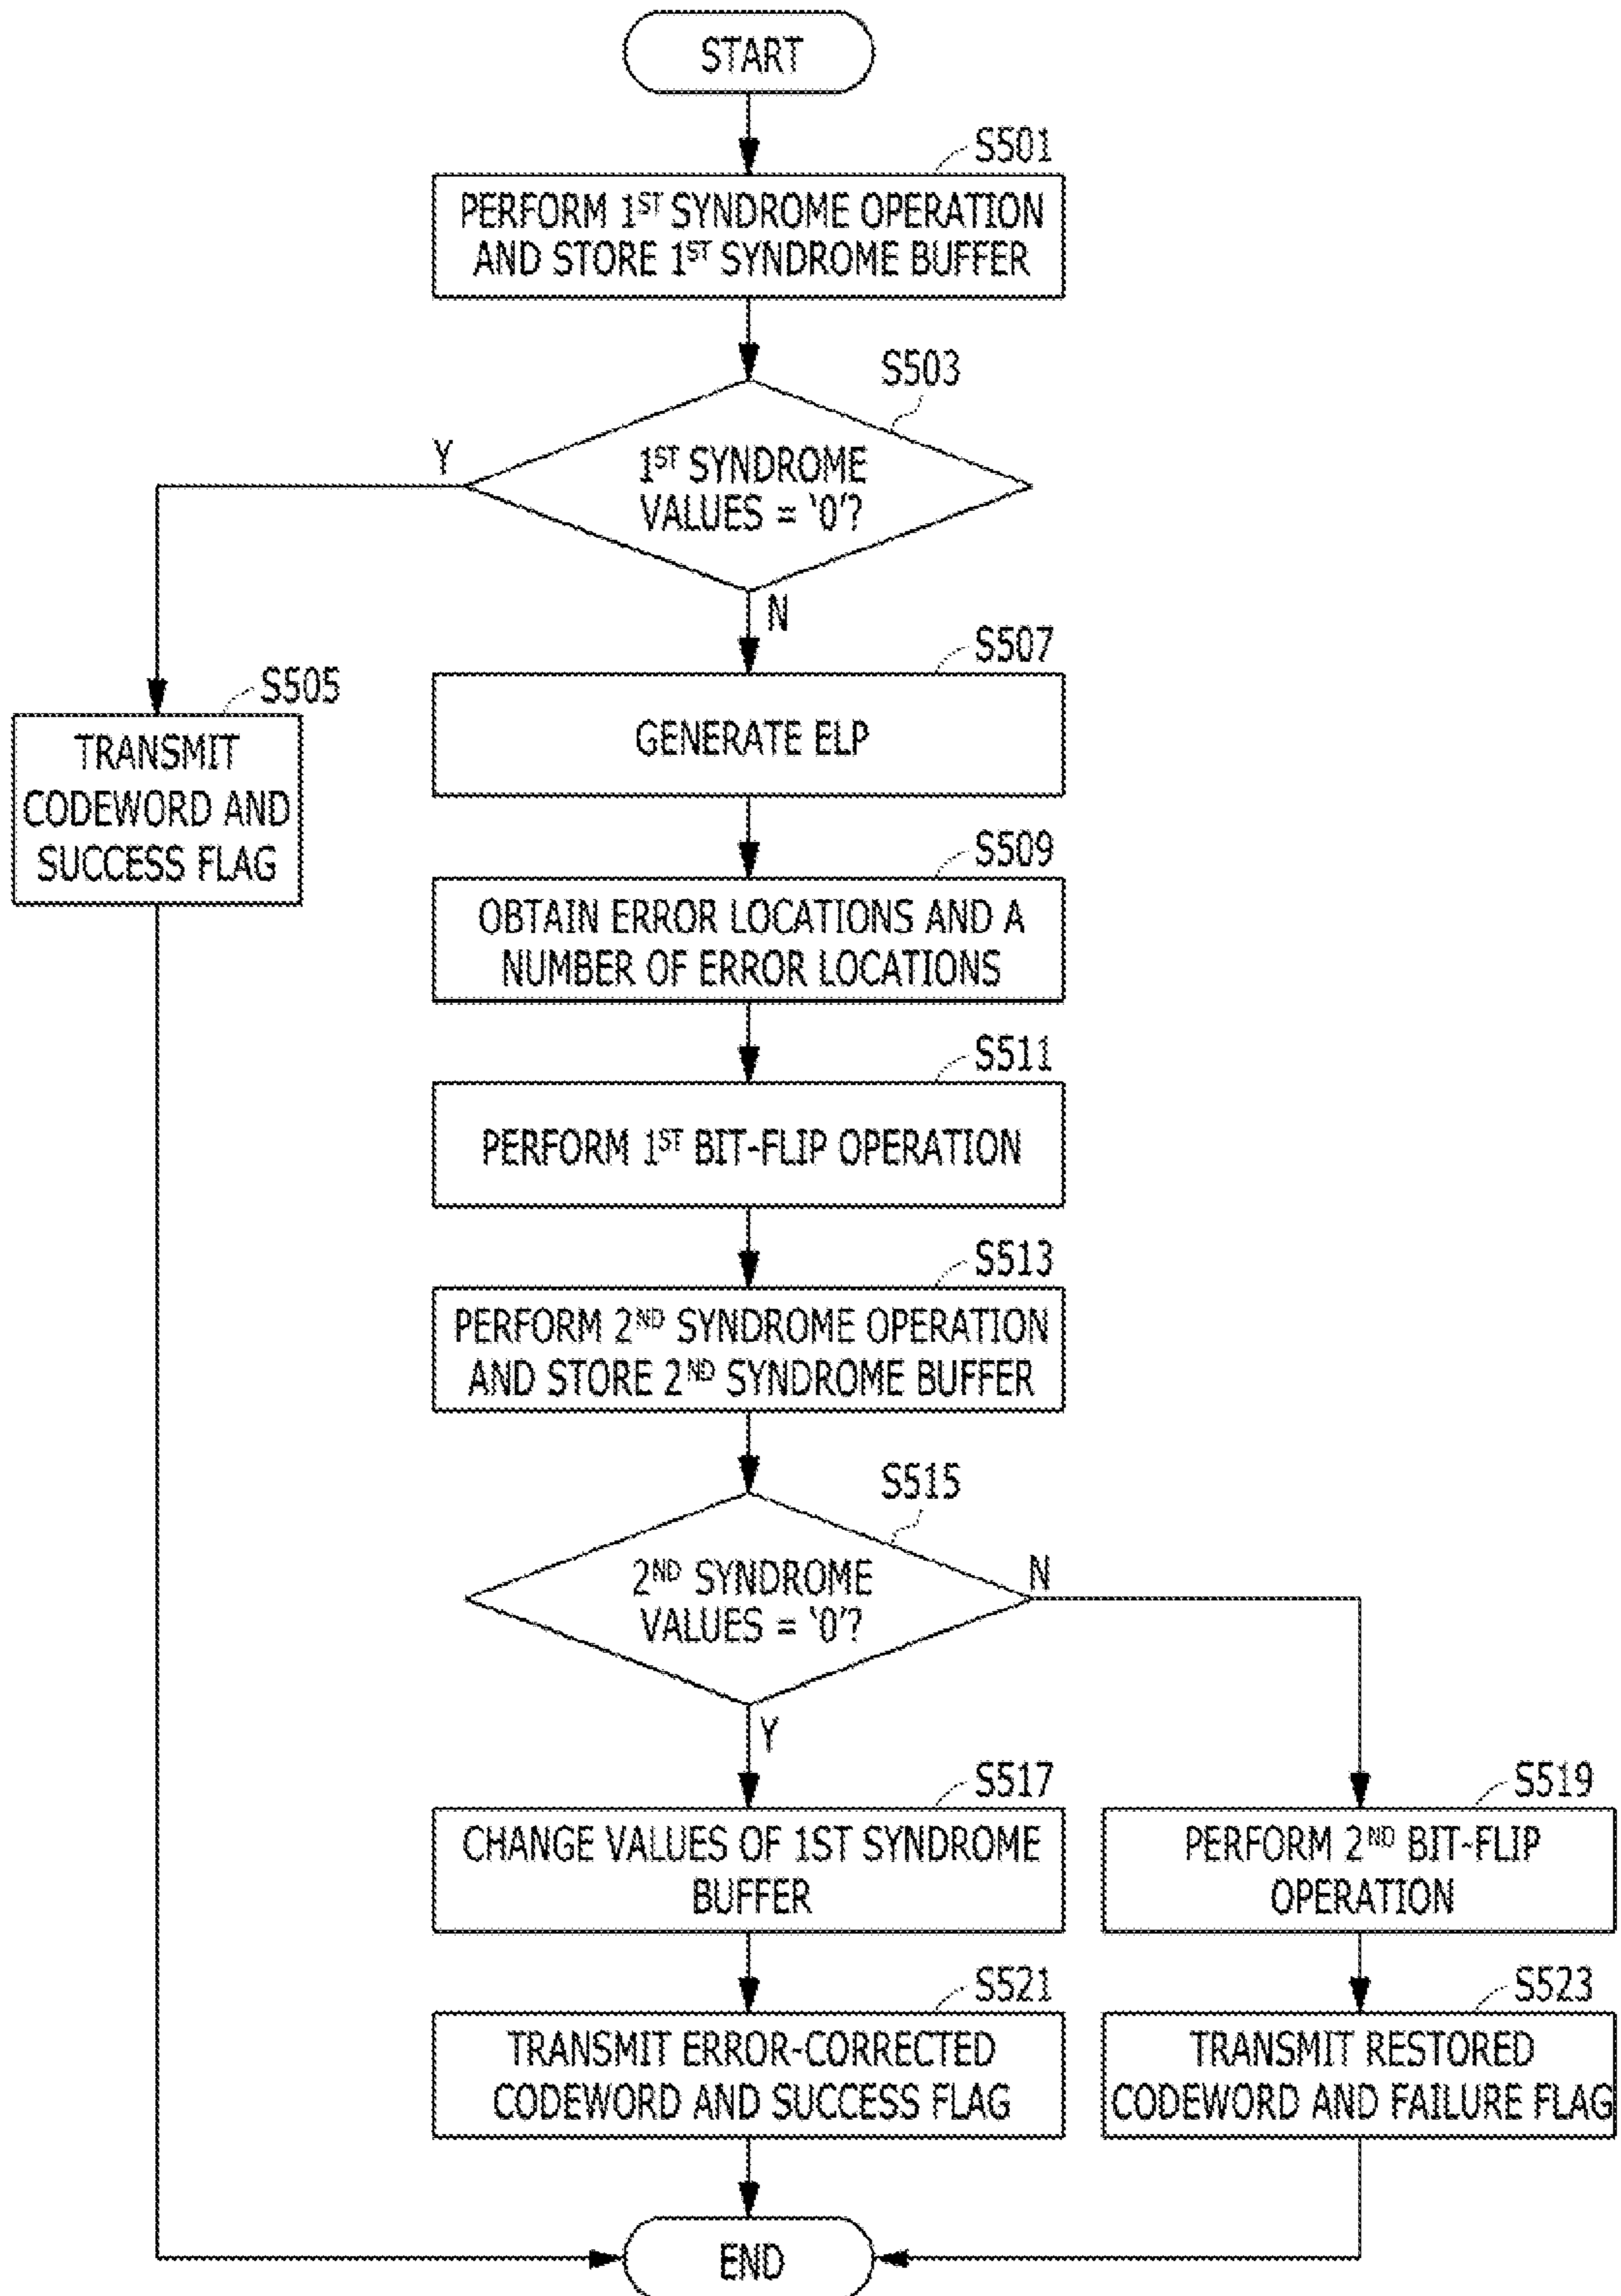 START
S501
PERFORM 1ST SYNDROME OPERATION
AND STORE 1ST SYNDROME BUFFER
S503
1ST SYNDROME
VALUES = ‘0’?
Y
N
S505
TRANSMIT
CODEWORD AND
SUCCESS FLAG
S507
GENERATE ELP
S509
OBTAIN ERROR LOCATIONS AND A
NUMBER OF ERROR LOCATIONS
S511
PERFORM 1ST BIT-FLIP OPERATION
S513
PERFORM 2ND SYNDROME OPERATION
AND STORE 2ND SYNDROME BUFFER
S515
2ND SYNDROME
VALUES = ‘0’?
N
Y
S517
CHANGE VALUES OF 1ST SYNDROME
BUFFER
S519
PERFORM 2ND BIT-FLIP
OPERATION
S521
TRANSMIT ERROR-CORRECTED
CODEWORD AND SUCCESS FLAG
S523
TRANSMIT RESTORED
CODEWORD AND FAILURE FLAG
END